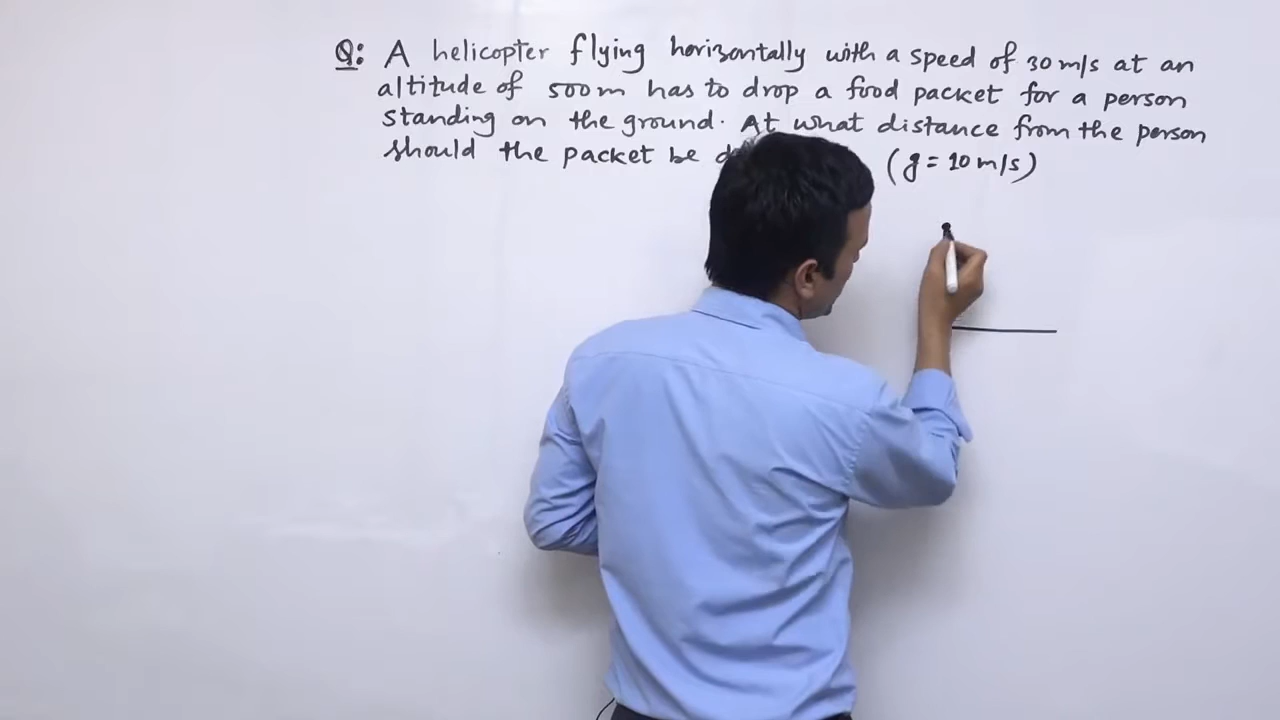 Q: A helicopter flying horizontally with a speed of 30 m/s at an
altitude of 500m has to drop a food packet for a person
standing on the ground. At what distance from the person
should the packet be
(g = 10 m/s)